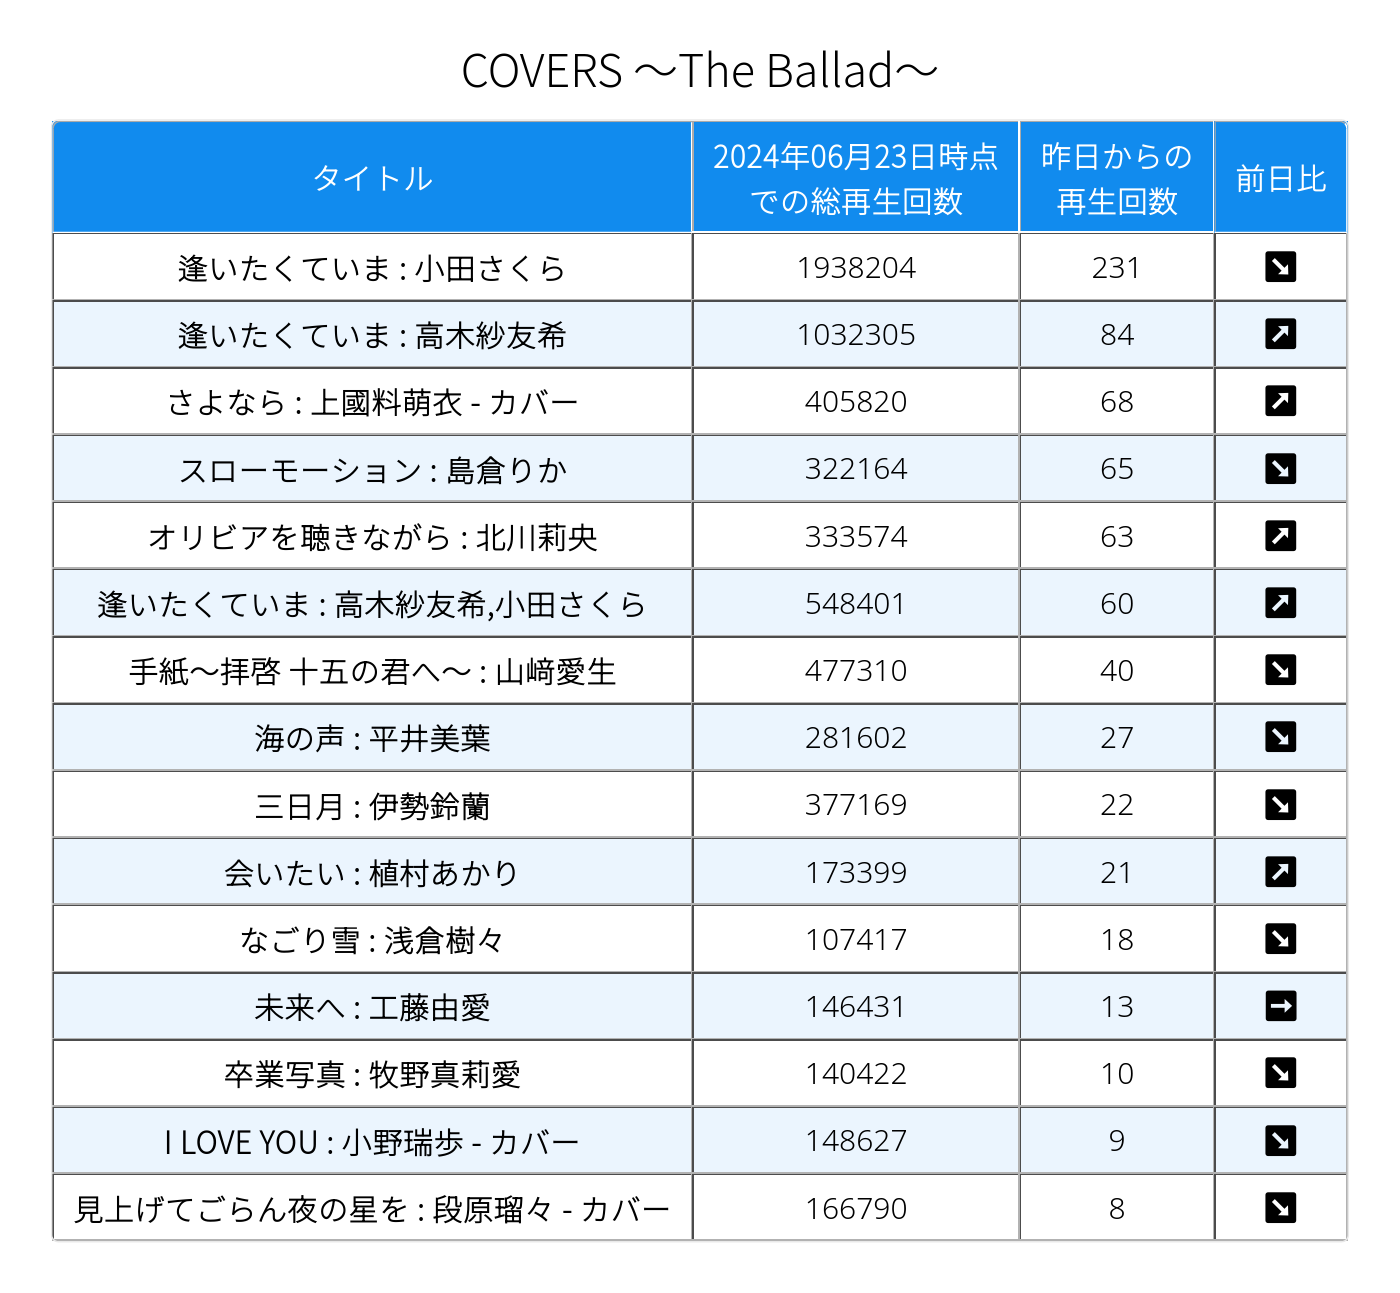 COVERS ～The Ballad～
タイトル
2024年06月23日時点
での総再生回数
昨日からの
再生回数
前日比
逢いたくていま : 小田さくら 1938204 231 ↘
逢いたくていま : 高木紗友希 1032305 84 ↗
さよなら : 上國料萌衣 - カバー 405820 68 ↗
スローモーション : 島倉りか 322164 65 ↘
オリビアを聴きながら : 北川莉央 333574 63 ↗
逢いたくていま : 高木紗友希,小田さくら 548401 60 ↗
手紙～拝啓 十五の君へ～ : 山﨑愛生 477310 40 ↘
海の声 : 平井美葉 281602 27 ↘
三日月 : 伊勢鈴蘭 377169 22 ↘
会いたい : 植村あかり 173399 21 ↗
なごり雪 : 浅倉樹々 107417 18 ↘
未来へ : 工藤由愛 146431 13 →
卒業写真 : 牧野真莉愛 140422 10 ↘
I LOVE YOU : 小野瑞歩 - カバー 148627 9 ↘
見上げてごらん夜の星を : 段原瑠々 - カバー 166790 8 ↘